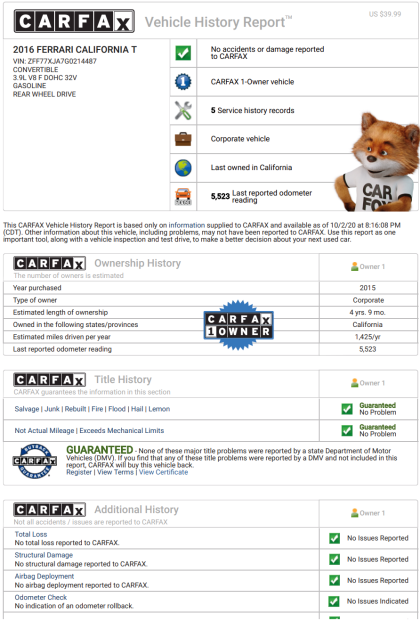 CARFAX Vehicle History Report™
US $39.99
2016 FERRARI CALIFORNIA T
VIN: ZFF77XJA7G0214487
CONVERTIBLE
3.9L V8 F DOHC 32V
GASOLINE
REAR WHEEL DRIVE
No accidents or damage reported
to CARFAX
1
CARFAX 1-Owner vehicle
5 Service history records
Corporate vehicle
Last owned in California
5,523 Last reported odometer
reading
CAR
FOX
This CARFAX Vehicle History Report is based only on information supplied to CARFAX and available as of 10/2/20 at 8:16:08 PM
(CDT). Other information about this vehicle, including problems, may not have been reported to CARFAX. Use this report as one
important tool, along with a vehicle inspection and test drive, to make a better decision about your next used car.
CARFAX Ownership History
The number of owners is estimated
Owner 1
Year purchased 2015
Type of owner Corporate
Estimated length of ownership 4 yrs. 9 mo.
Owned in the following states/provinces California
Estimated miles driven per year 1,425/yr
Last reported odometer reading 5,523
CARFAX
1 OWNER
CARFAX Title History
CARFAX guarantees the information in this section
Owner 1
Salvage | Junk | Rebuilt | Fire | Flood | Hail | Lemon
Guaranteed
No Problem
Not Actual Mileage | Exceeds Mechanical Limits
Guaranteed
No Problem
CARFAX
GUARANTEED - None of these major title problems were reported by a state Department of Motor
Vehicles (DMV). If you find that any of these title problems were reported by a DMV and not included in this
report, CARFAX will buy this vehicle back.
Register | View Terms | View Certificate
CARFAX Additional History
Not all accidents / issues are reported to CARFAX
Owner 1
Total Loss
No total loss reported to CARFAX.
No Issues Reported
Structural Damage
No structural damage reported to CARFAX.
No Issues Reported
Airbag Deployment
No airbag deployment reported to CARFAX.
No Issues Reported
Odometer Check
No indication of an odometer rollback.
No Issues Indicated